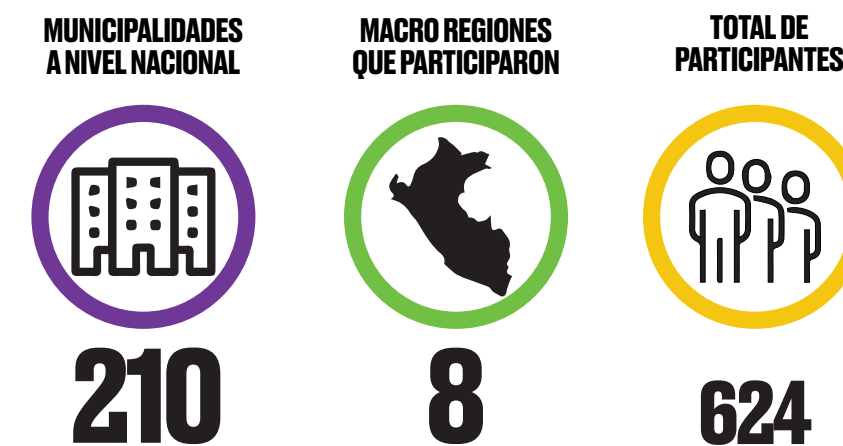 MUNICIPALIDADES
A NIVEL NACIONAL
210
MACRO REGIONES
QUE PARTICIPARON
8
TOTAL DE
PARTICIPANTES
624